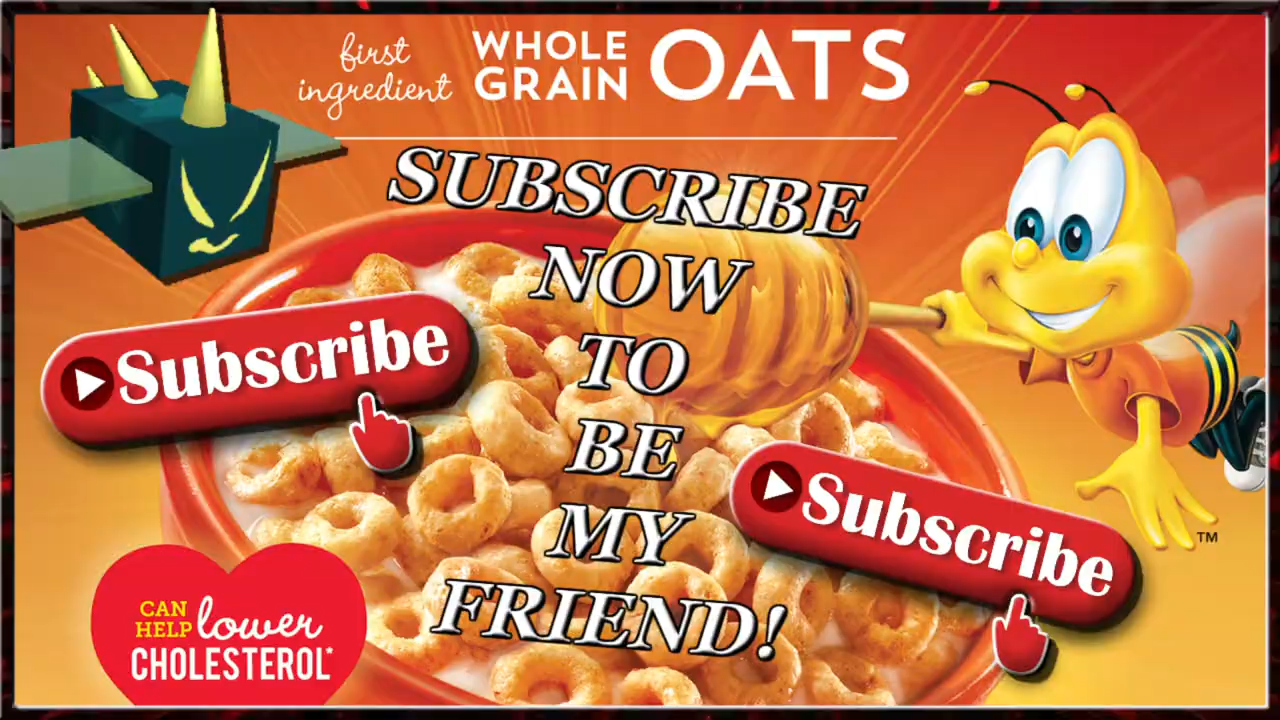 first
ingredient
WHOLE
GRAIN
OATS
SUBSCRIBE
NOW
TO
BE
MY
FRIEND!
Subscribe
Subscribe
CAN
HELP lower
CHOLESTEROL*
TM